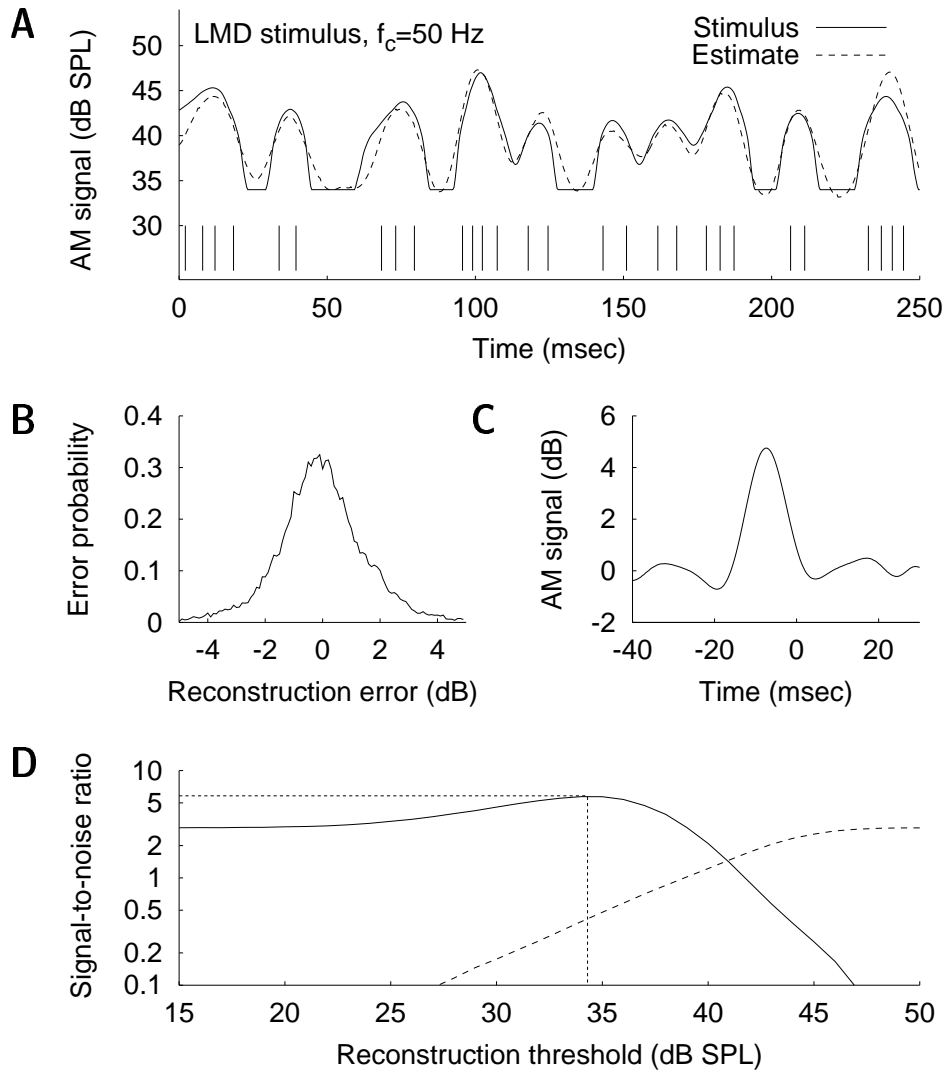 A
LMD stimulus, fc=50 Hz
Stimulus
Estimate
AM signal (dB SPL)
50
45
40
35
30
0 50 100 150 200 250
Time (msec)
B
Error probability
0.4
0.3
0.2
0.1
0
-4 -2 0 2 4
Reconstruction error (dB)
C
AM signal (dB)
6
4
2
0
-2
-40 -20 0 20
Time (msec)
D
Signal-to-noise ratio
10
5
2
1
0.5
0.2
0.1
15 20 25 30 35 40 45 50
Reconstruction threshold (dB SPL)